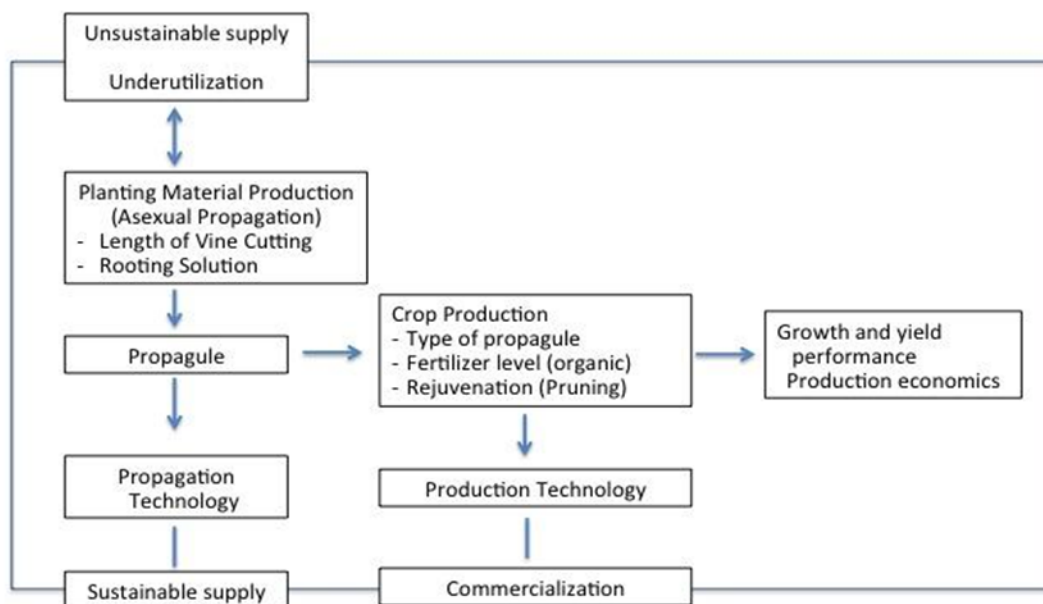 Unsustainable supply
Underutilization
Planting Material Production
(Asexual Propagation)
- Length of Vine Cutting
- Rooting Solution
Propagule
Crop Production
- Type of propagule
- Fertilizer level (organic)
- Rejuvenation (Pruning)
Growth and yield
performance
Production economics
Propagation
Technology
Production Technology
Sustainable supply
Commercialization